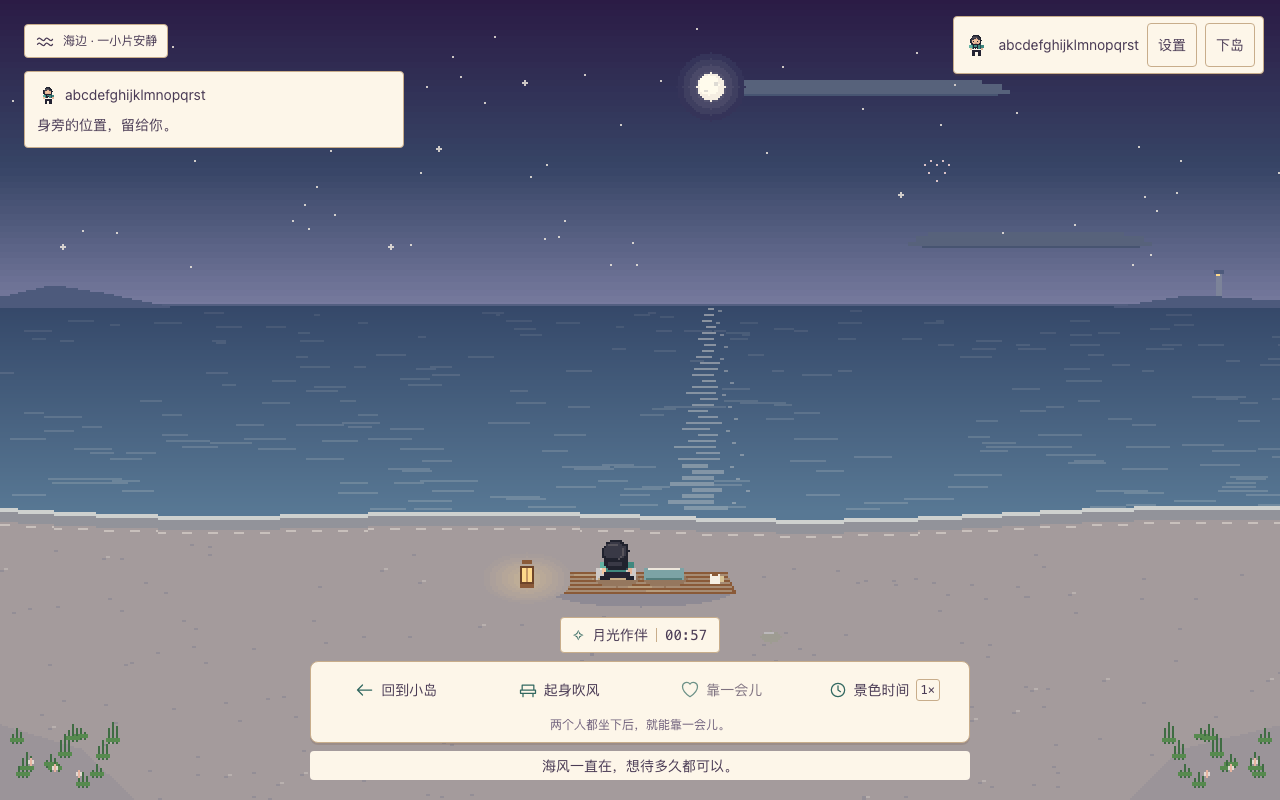 海边 · 一小片安静
abcdefghijklmnopqrst
身旁的位置，留给你。
abcdefghijklmnopqrst 设置 下岛
月光作伴 00:57
回到小岛 起身吹风 靠一会儿 景色时间 1×
两个人都坐下后，就能靠一会儿。
海风一直在，想待多久都可以。